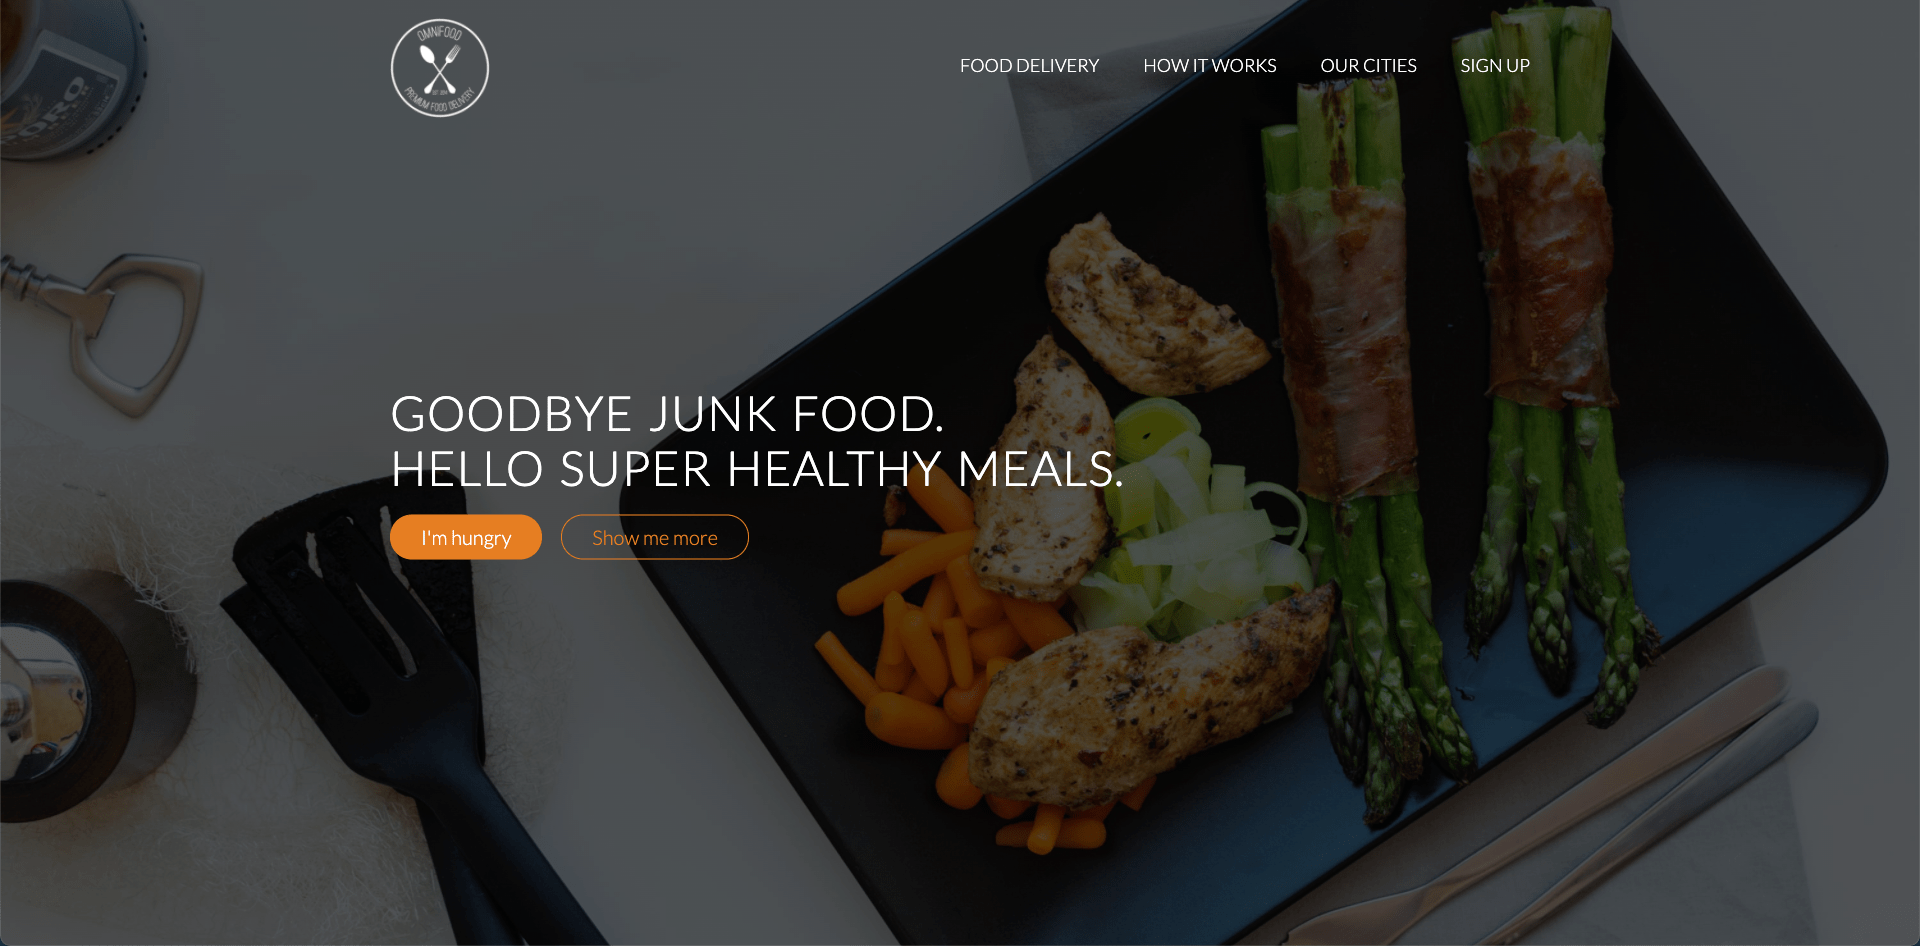 OMNIFOOD
EST 2014
PREMIUM FOOD DELIVERY
FOOD DELIVERY
HOW IT WORKS
OUR CITIES
SIGN UP
GOODBYE JUNK FOOD.
HELLO SUPER HEALTHY MEALS.
I'm hungry
Show me more